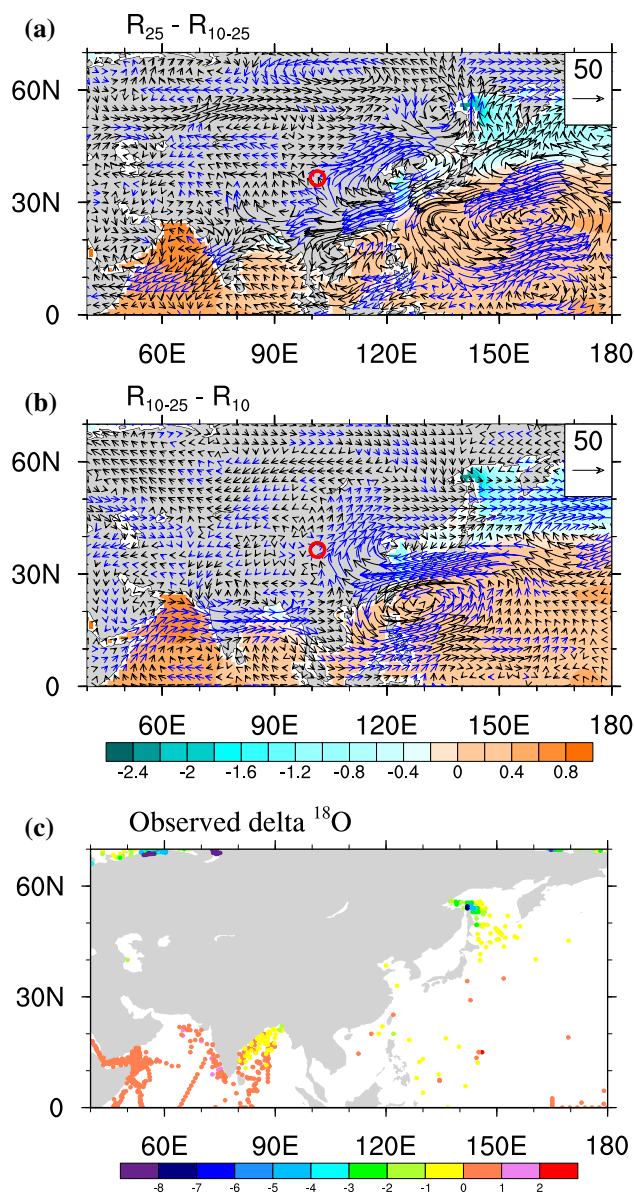 (a) R25 - R10-25
50
60N
30N
0
60E 90E 120E 150E 180
(b) R10-25 - R10
50
60N
30N
0
60E 90E 120E 150E 180
-2.4 -2 -1.6 -1.2 -0.8 -0.4 0 0.4 0.8
(c) Observed delta 18O
60N
30N
0
60E 90E 120E 150E 180
-8 -7 -6 -5 -4 -3 -2 -1 0 1 2